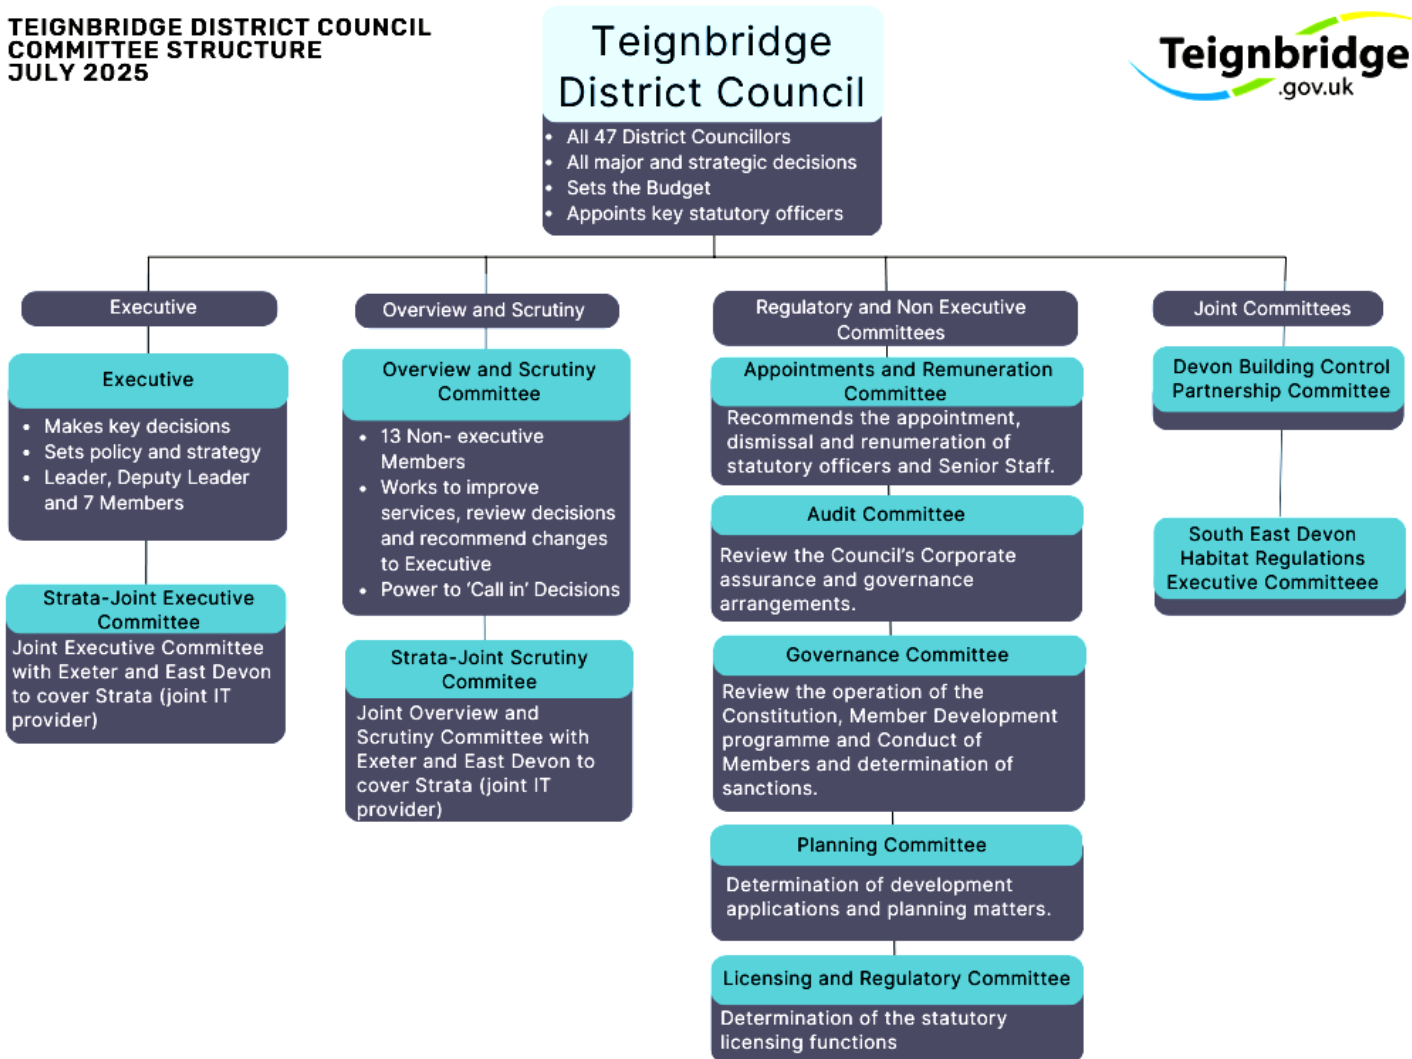 TEIGNBRIDGE DISTRICT COUNCIL
COMMITTEE STRUCTURE
JULY 2025
Teignbridge
District Council
• All 47 District Councillors
• All major and strategic decisions
• Sets the Budget
• Appoints key statutory officers
Teignbridge
.gov.uk
Executive
Executive
• Makes key decisions
• Sets policy and strategy
• Leader, Deputy Leader
and 7 Members
Strata-Joint Executive
Committee
Joint Executive Committee
with Exeter and East Devon
to cover Strata (joint IT
provider)
Overview and Scrutiny
Overview and Scrutiny
Committee
• 13 Non- executive
Members
• Works to improve
services, review decisions
and recommend changes
to Executive
• Power to ‘Call in’ Decisions
Strata-Joint Scrutiny
Commitee
Joint Overview and
Scrutiny Committee with
Exeter and East Devon to
cover Strata (joint IT
provider)
Regulatory and Non Executive
Committees
Appointments and Remuneration
Committee
Recommends the appointment,
dismissal and renumeration of
statutory officers and Senior Staff.
Audit Committee
Review the Council’s Corporate
assurance and governance
arrangements.
Governance Committee
Review the operation of the
Constitution, Member Development
programme and Conduct of
Members and determination of
sanctions.
Planning Committee
Determination of development
applications and planning matters.
Licensing and Regulatory Committee
Determination of the statutory
licensing functions
Joint Committees
Devon Building Control
Partnership Committee
South East Devon
Habitat Regulations
Executive Committeee